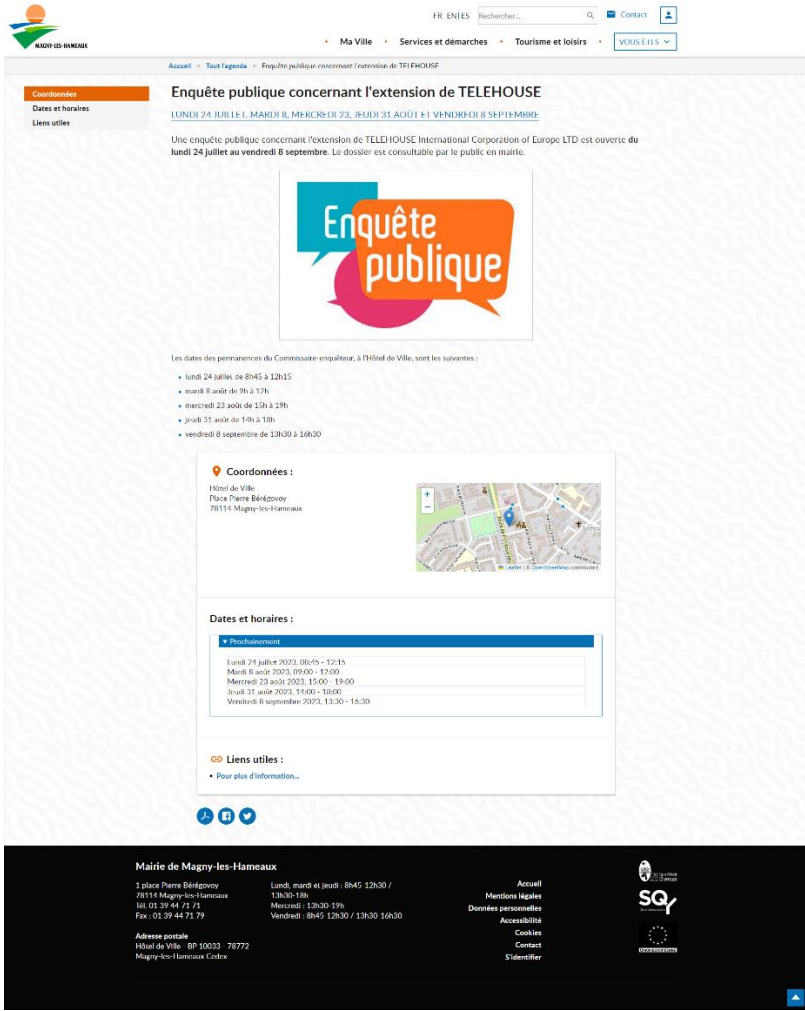 MAGNY-LES-HAMEAUX
FR EN ES Rechercher... Contact
Ma Ville • Services et démarches • Tourisme et loisirs • VOUS ÊTES
Accueil > Tout l'agenda > Enquête publique concernant l'extension de TELEHOUSE
Coordonnées
Dates et horaires
Liens utiles
Enquête publique concernant l'extension de TELEHOUSE
LUNDI 24 JUILLET, MARDI 8, MERCREDI 23, JEUDI 31 AOÛT ET VENDREDI 8 SEPTEMBRE
Une enquête publique concernant l'extension de TELEHOUSE International Corporation of Europe LTD est ouverte du
lundi 24 juillet au vendredi 8 septembre. Le dossier est consultable par le public en mairie.
Enquête
publique
Les dates des permanences du Commissaire-enquêteur, à l'Hôtel de Ville, sont les suivantes :
• lundi 24 juillet de 8h45 à 12h15
• mardi 8 août de 9h à 12h
• mercredi 23 août de 15h à 19h
• jeudi 31 août de 14h à 18h
• vendredi 8 septembre de 13h30 à 16h30
Coordonnées :
Hôtel de Ville
Place Pierre Bérégovoy
78114 Magny-les-Hameaux
+
−
Leaflet | © OpenStreetMap contributors
Dates et horaires :
▾ Prochainement
Lundi 24 juillet 2023, 08:45 - 12:15
Mardi 8 août 2023, 09:00 - 12:00
Mercredi 23 août 2023, 15:00 - 19:00
Jeudi 31 août 2023, 14:00 - 18:00
Vendredi 8 septembre 2023, 13:30 - 16:30
Liens utiles :
• Pour plus d'information...
Mairie de Magny-les-Hameaux
1 place Pierre Bérégovoy
78114 Magny-les-Hameaux
Tél. 01 39 44 71 71
Fax : 01 39 44 71 79
Adresse postale
Hôtel de Ville - BP 10033 - 78772
Magny-les-Hameaux Cedex
Lundi, mardi et jeudi : 8h45-12h30 /
13h30-18h
Mercredi : 13h30-19h
Vendredi : 8h45-12h30 / 13h30-16h30
Accueil
Mentions légales
Données personnelles
Accessibilité
Cookies
Contact
S'identifier
SQY